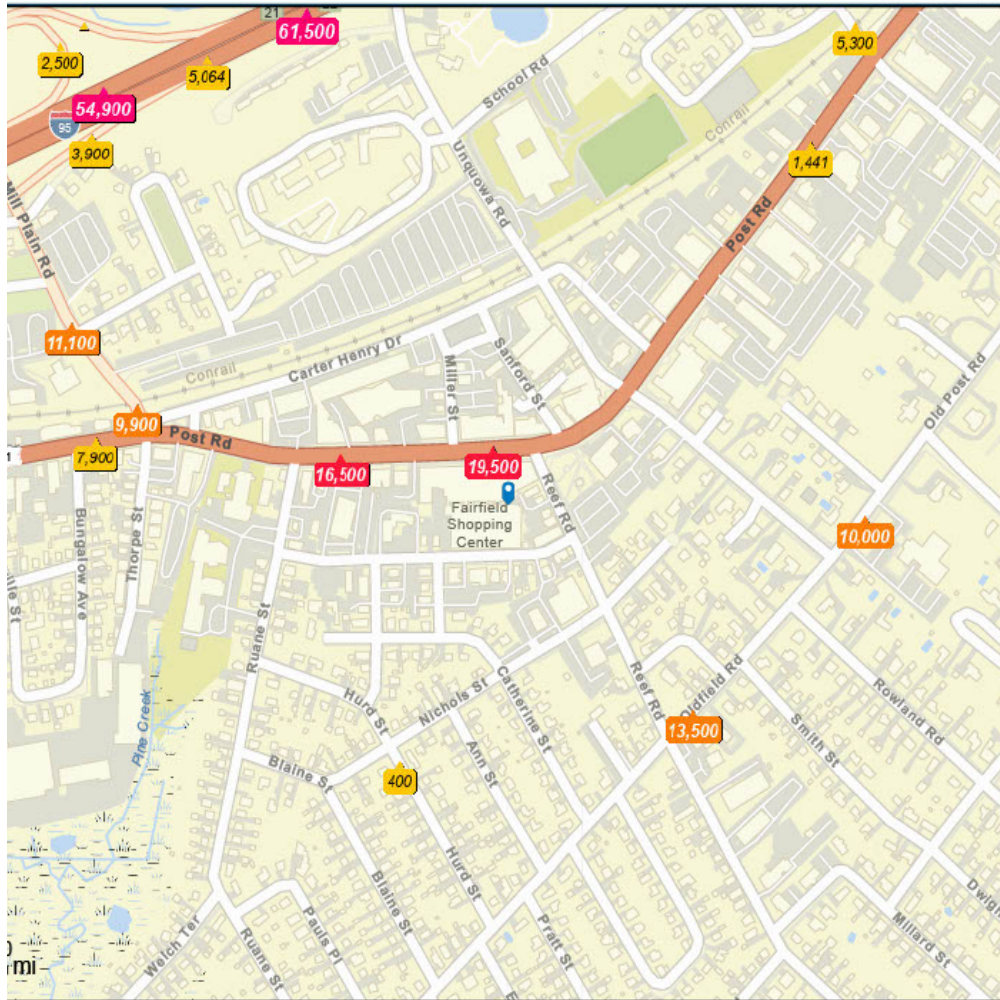 21
61,500
5,300
2,500
5,064
School Rd
54,900
95
Conrail
3,900
Unquowa Rd
1,441
Mill Plain Rd
Post Rd
11,100
Carter Henry Dr
Conrail
Miller St
Sanford St
Old Post Rd
9,900
Post Rd
1
7,900
16,500
19,500
Reef Rd
Fairfield
Shopping
Center
Bungalow Ave
Thorpe St
10,000
Ruane St
Pine Creek
Hurd St
Nichols St
Catherine St
Reef Rd
Oldfield Rd
Rowland Rd
13,500
Smith St
Blaine St
Ann St
400
Hurd St
Blaine St
Pauls Pl
Pratt St
Millard St
Welch Ter
Ruane St
mi